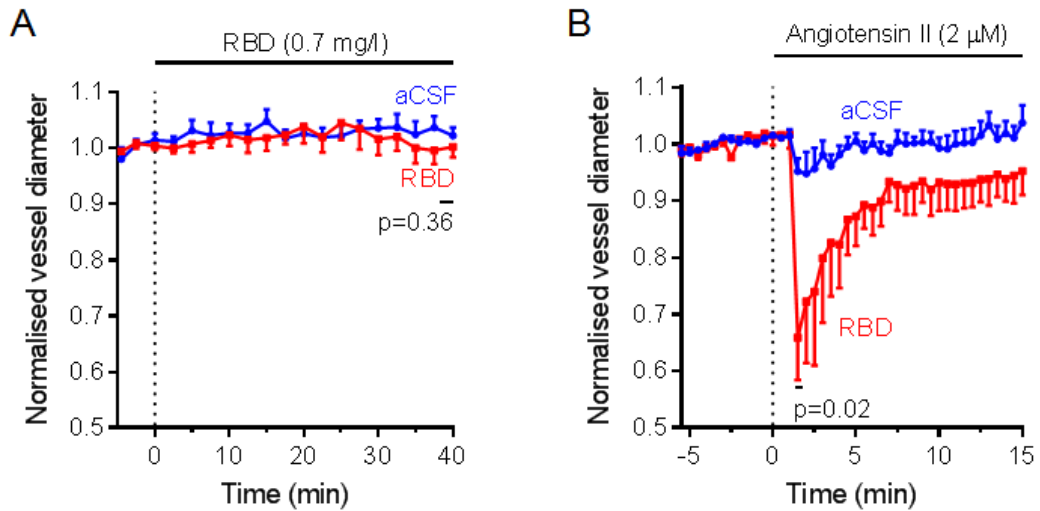 A
RBD (0.7 mg/l)
Normalised vessel diameter
1.1
1.0
0.9
0.8
0.7
0.6
0.5
aCSF
RBD
p=0.36
0
10
20
30
40
Time (min)
B
Angiotensin II (2 µM)
Normalised vessel diameter
1.1
1.0
0.9
0.8
0.7
0.6
0.5
aCSF
RBD
p=0.02
-5
0
5
10
15
Time (min)